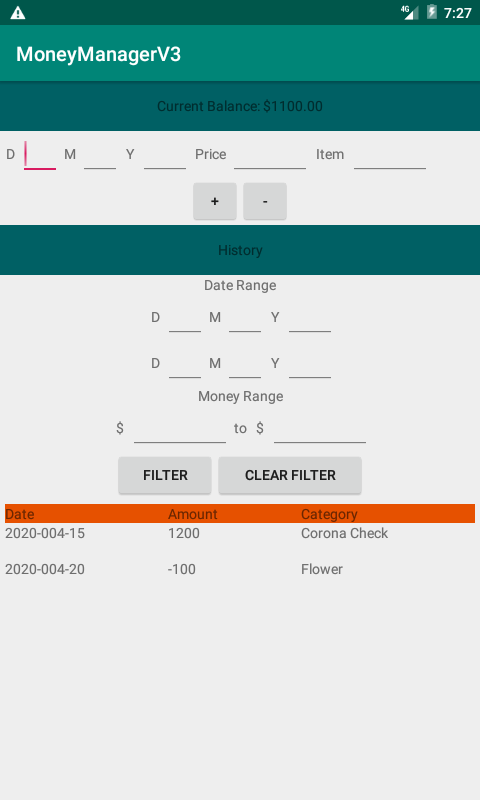 4G 7:27
MoneyManagerV3
Current Balance: $1100.00
D M Y Price Item
+ -
History
Date Range
D M Y
D M Y
Money Range
$ to $
FILTER CLEAR FILTER
Date Amount Category
2020-004-15 1200 Corona Check
2020-004-20 -100 Flower